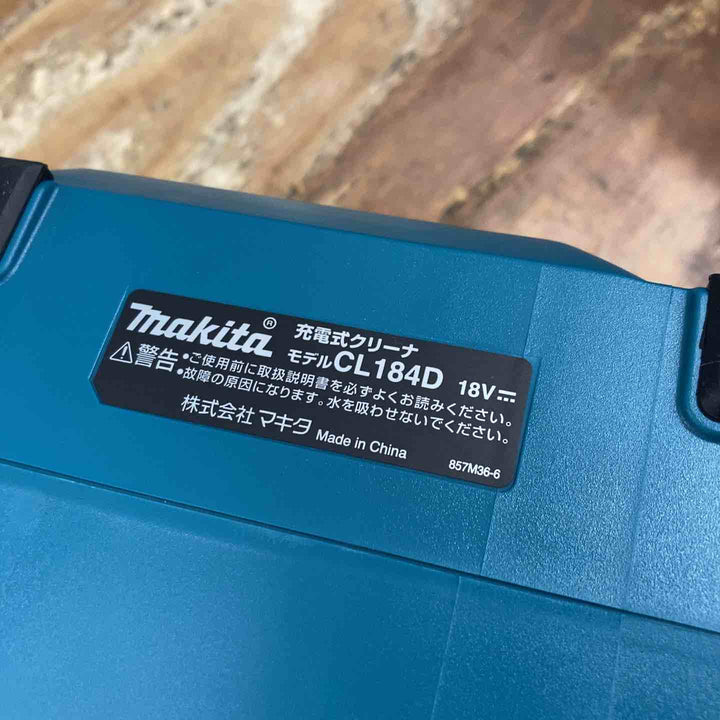 makita® 充電式クリーナ
モデルCL184D 18V⎓
⚠警告 •ご使用前に取扱説明書を必ずよくお読みください。
•故障の原因になります。水を吸わせないでください。
株式会社マキタ Made in China
857M36-6